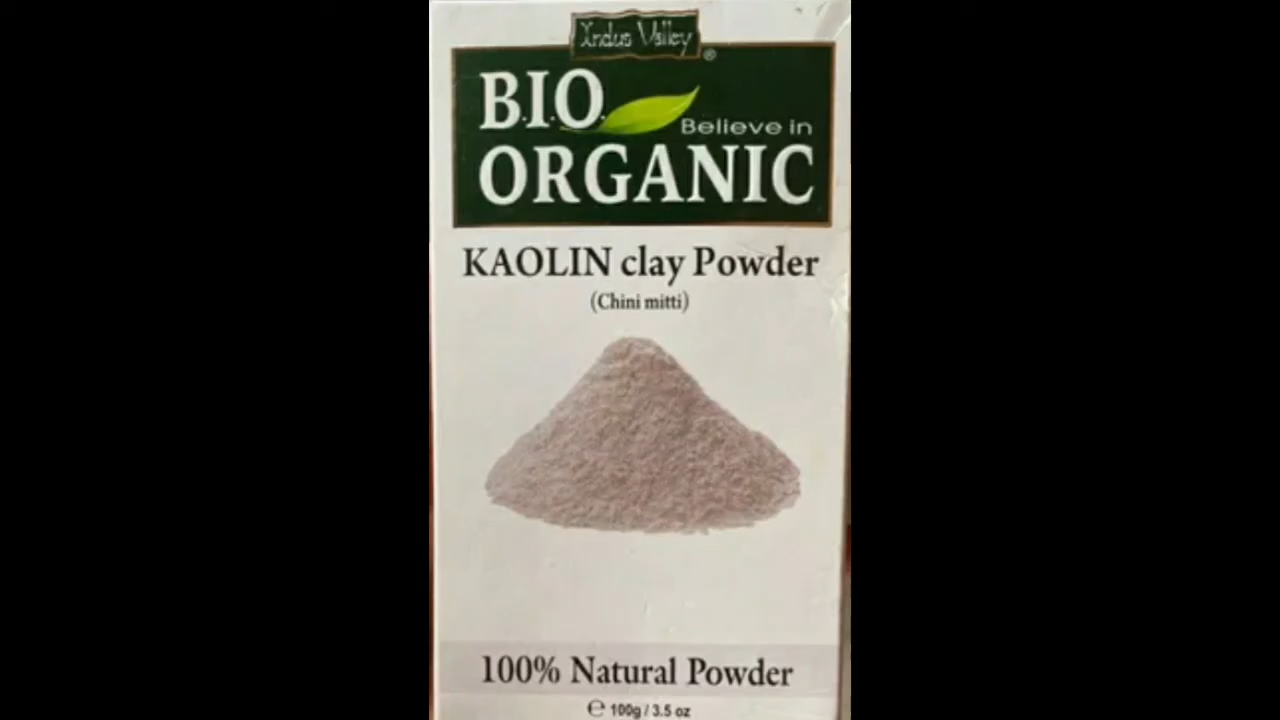 Indus Valley
®
B.I.O.
Believe in
ORGANIC
KAOLIN clay Powder
(Chini mitti)
100% Natural Powder
℮ 100g / 3.5 oz